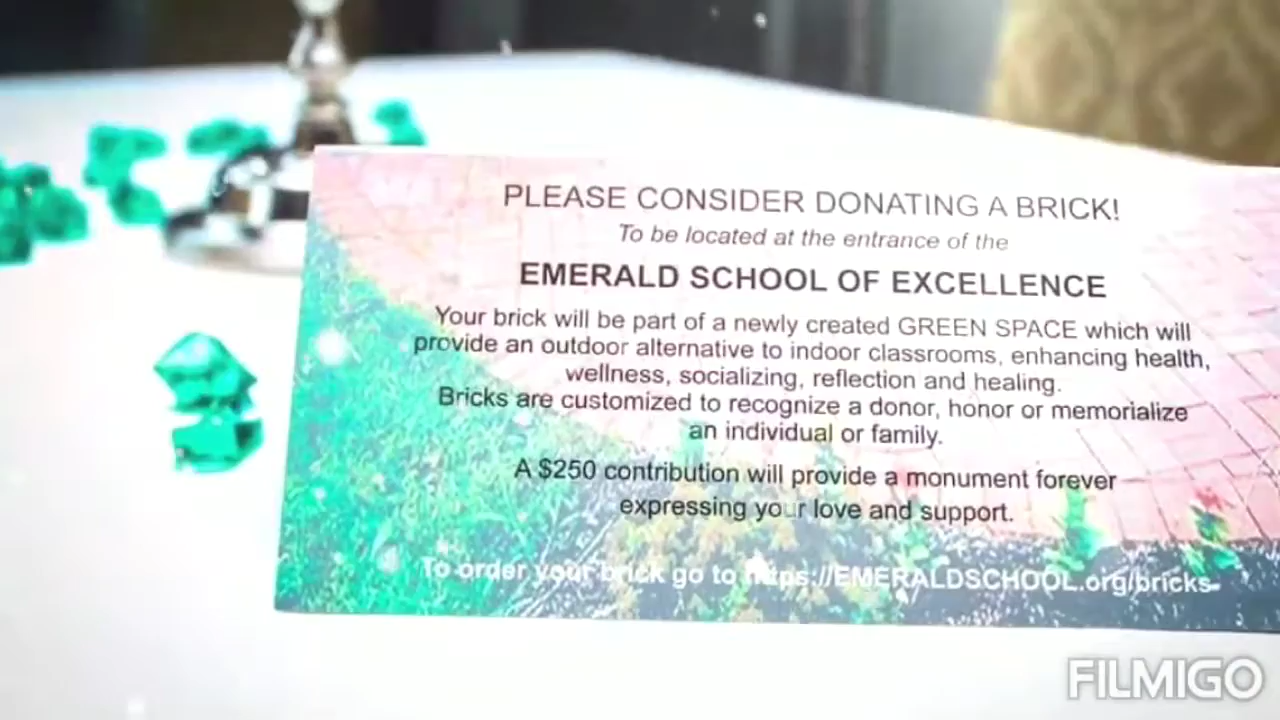 PLEASE CONSIDER DONATING A BRICK!
To be located at the entrance of the
EMERALD SCHOOL OF EXCELLENCE
Your brick will be part of a newly created GREEN SPACE which will
provide an outdoor alternative to indoor classrooms, enhancing health,
wellness, socializing, reflection and healing.
Bricks are customized to recognize a donor, honor or memorialize
an individual or family.
A $250 contribution will provide a monument forever
expressing your love and support.
To order your brick go to https://EMERALDSCHOOL.org/bricks
FILMIGO